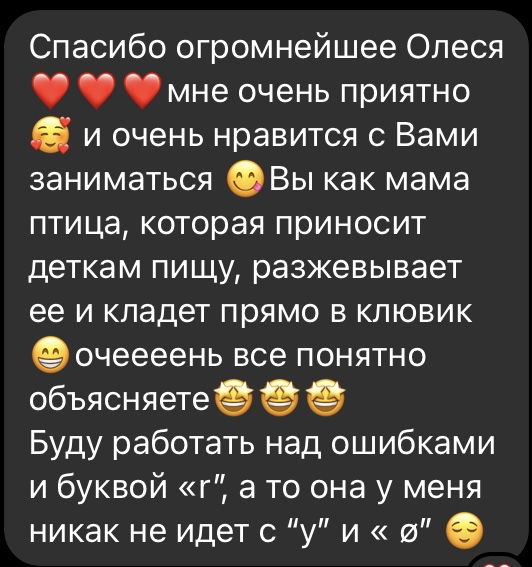 Спасибо огромнейшее Олеся
❤️ ❤️ ❤️ мне очень приятно
🥰 и очень нравится с Вами
заниматься 😋 Вы как мама
птица, которая приносит
деткам пищу, разжевывает
ее и кладет прямо в клювик
😁 очеееень все понятно
объясняете🤩🤩🤩
Буду работать над ошибками
и буквой «r”, а то она у меня
никак не идет с “y” и « ø” 😌